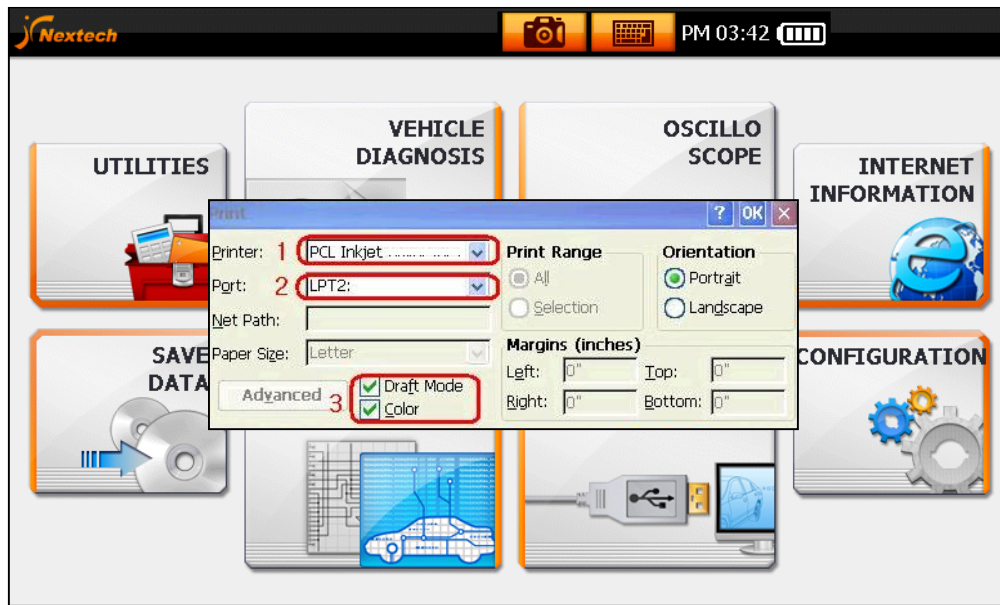 Nextech
PM 03:42
UTILITIES
VEHICLE
DIAGNOSIS
OSCILLO
SCOPE
INTERNET
INFORMATION
Print
? OK X
Printer: 1 PCL Inkjet
Port: 2 LPT2:
Net Path:
Paper Size: Letter
Advanced 3
Draft Mode
Color
Print Range
All
Selection
Orientation
Portrait
Landscape
Margins (inches)
Left: 0" Top: 0"
Right: 0" Bottom: 0"
SAVE
DATA
CONFIGURATION